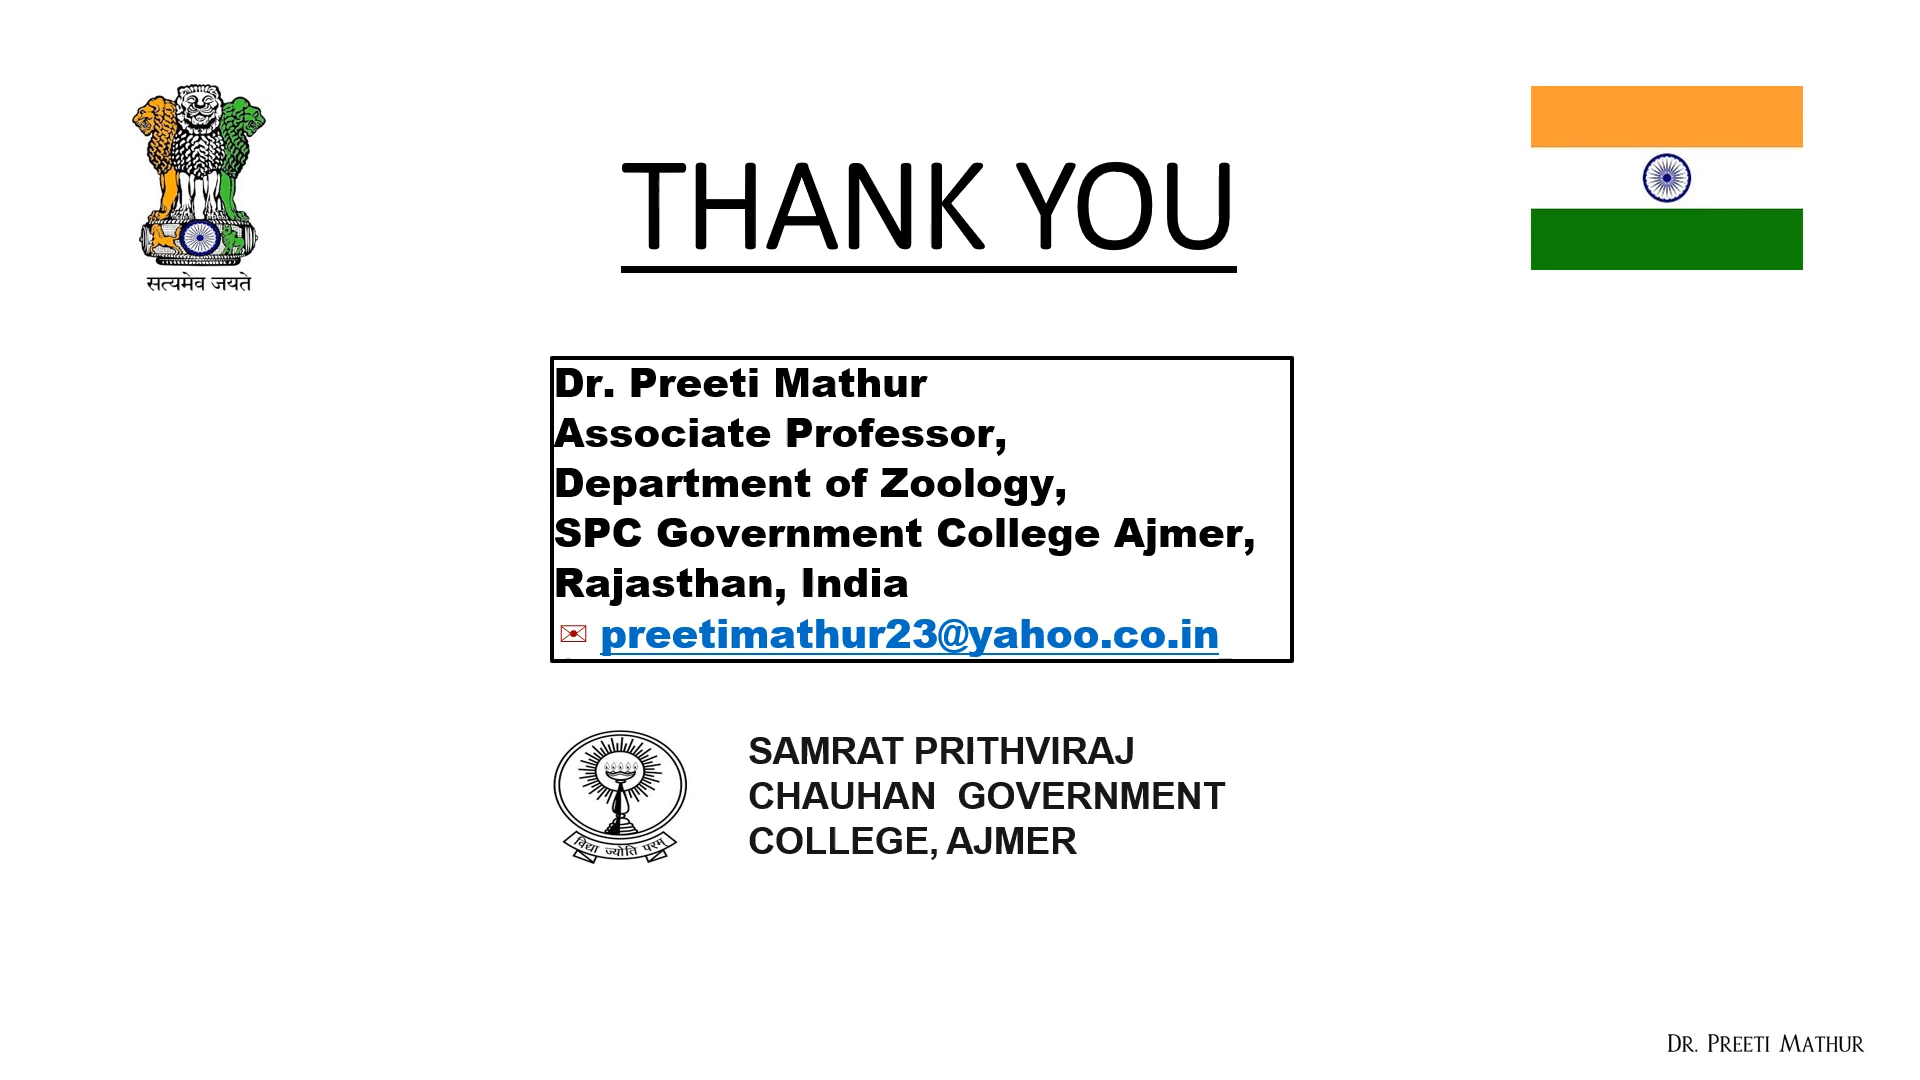 सत्यमेव जयते
THANK YOU
Dr. Preeti Mathur
Associate Professor,
Department of Zoology,
SPC Government College Ajmer,
Rajasthan, India
✉ preetimathur23@yahoo.co.in
विद्या ज्योति परम्
SAMRAT PRITHVIRAJ
CHAUHAN  GOVERNMENT
COLLEGE, AJMER
DR. PREETI MATHUR